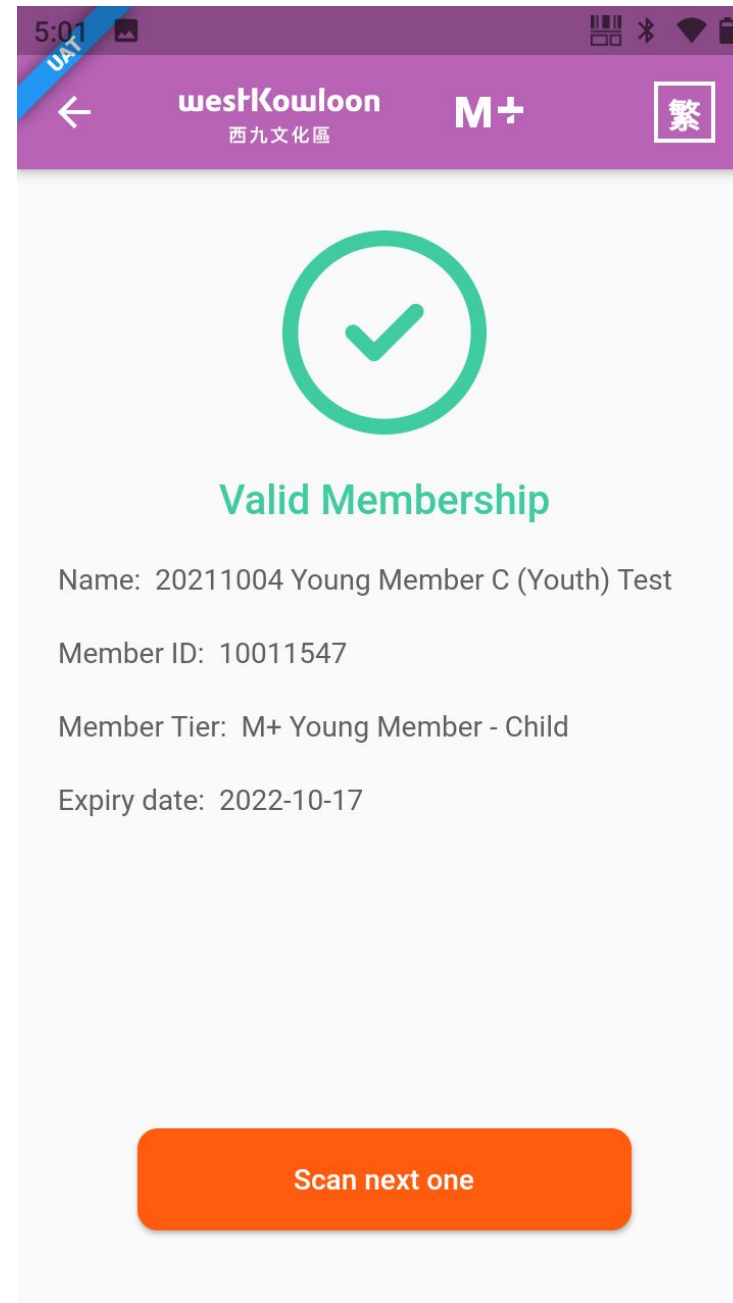 5:01
UAT
westKowloon
西九文化區
M+
繁
Valid Membership
Name: 20211004 Young Member C (Youth) Test
Member ID: 10011547
Member Tier: M+ Young Member - Child
Expiry date: 2022-10-17
Scan next one